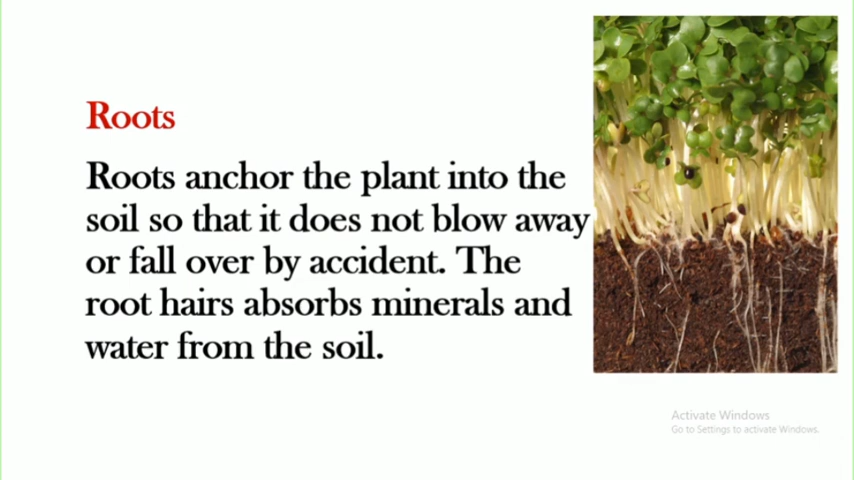 Roots
Roots anchor the plant into the
soil so that it does not blow away
or fall over by accident. The
root hairs absorbs minerals and
water from the soil.
Activate Windows
Go to Settings to activate Windows.